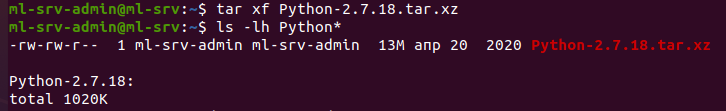 ml-srv-admin@ml-srv:~$ tar xf Python-2.7.18.tar.xz
ml-srv-admin@ml-srv:~$ ls -lh Python*
-rw-rw-r--  1 ml-srv-admin ml-srv-admin  13M апр 20  2020 Python-2.7.18.tar.xz

Python-2.7.18:
total 1020K